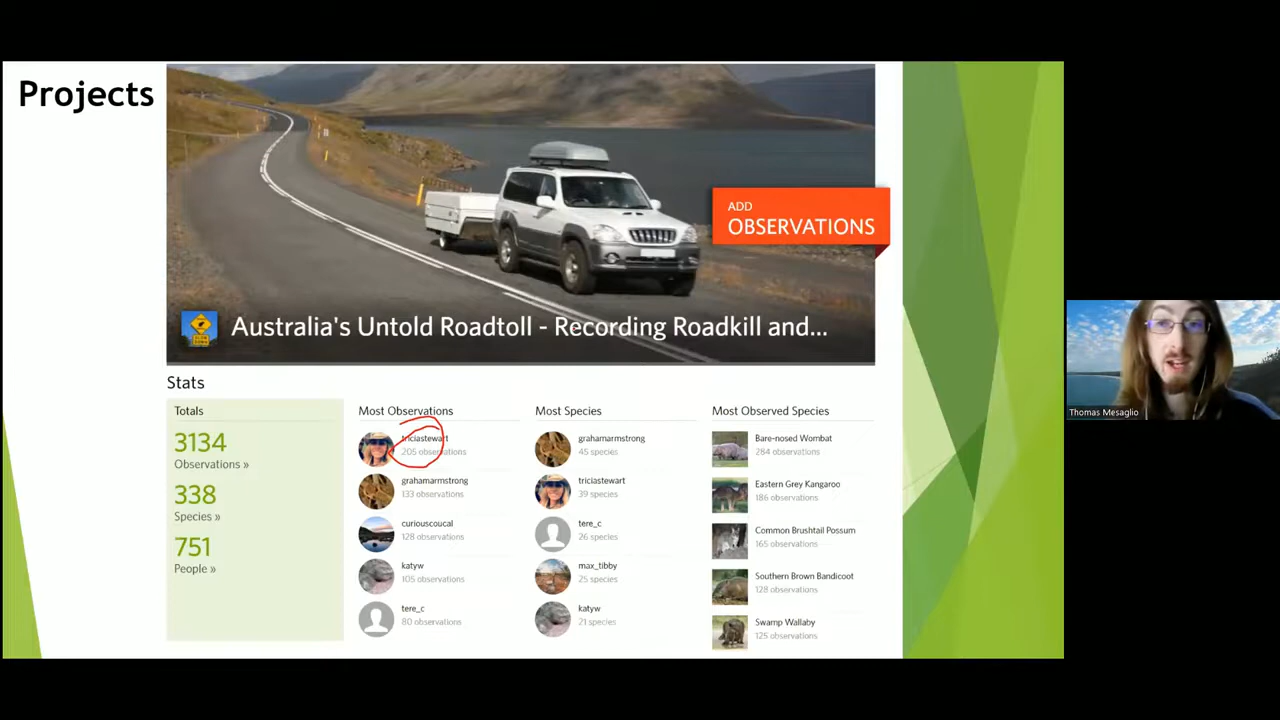 Projects
ADD
OBSERVATIONS
Australia's Untold Roadtoll - Recording Roadkill and...
Stats
Totals
3134
Observations »
338
Species »
751
People »
Most Observations
triciastewart
205 observations
grahamarmstrong
133 observations
curiouscoucal
128 observations
katyw
105 observations
tere_c
80 observations
Most Species
grahamarmstrong
45 species
triciastewart
39 species
tere_c
26 species
max_tibby
25 species
katyw
21 species
Most Observed Species
Bare-nosed Wombat
284 observations
Eastern Grey Kangaroo
186 observations
Common Brushtail Possum
165 observations
Southern Brown Bandicoot
128 observations
Swamp Wallaby
125 observations
Thomas Mesaglio